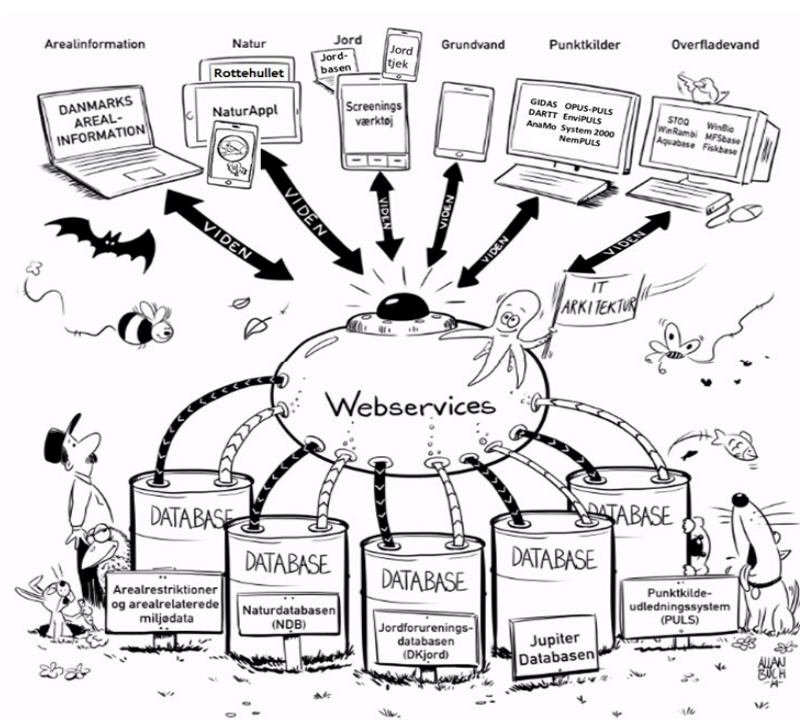 Arealinformation
Natur
Jord
Grundvand
Punktkilder
Overfladevand
DANMARKS
AREAL-
INFORMATION
Rottehullet
NaturAppl
Jord-
basen
Jord
tjek
Screenings
værktøj
GIDAS OPUS-PULS
DARTT EnviPULS
AnaMo System 2000
NemPULS
STOQ WinBio
WinRambi MFSbase
Aquabase Fiskbase
VIDEN
VIDEN
VIDEN
VIDEN
VIDEN
VIDEN
IT
ARKITEKTUR
Webservices
DATABASE
DATABASE
DATABASE
DATABASE
DATABASE
Arealrestriktioner
og arealrelaterede
miljødata
Naturdatabasen
(NDB)
Jordforurenings-
databasen
(DKjord)
Jupiter
Databasen
Punktkilde-
udledningssystem
(PULS)
ALLAN
BUCH
14